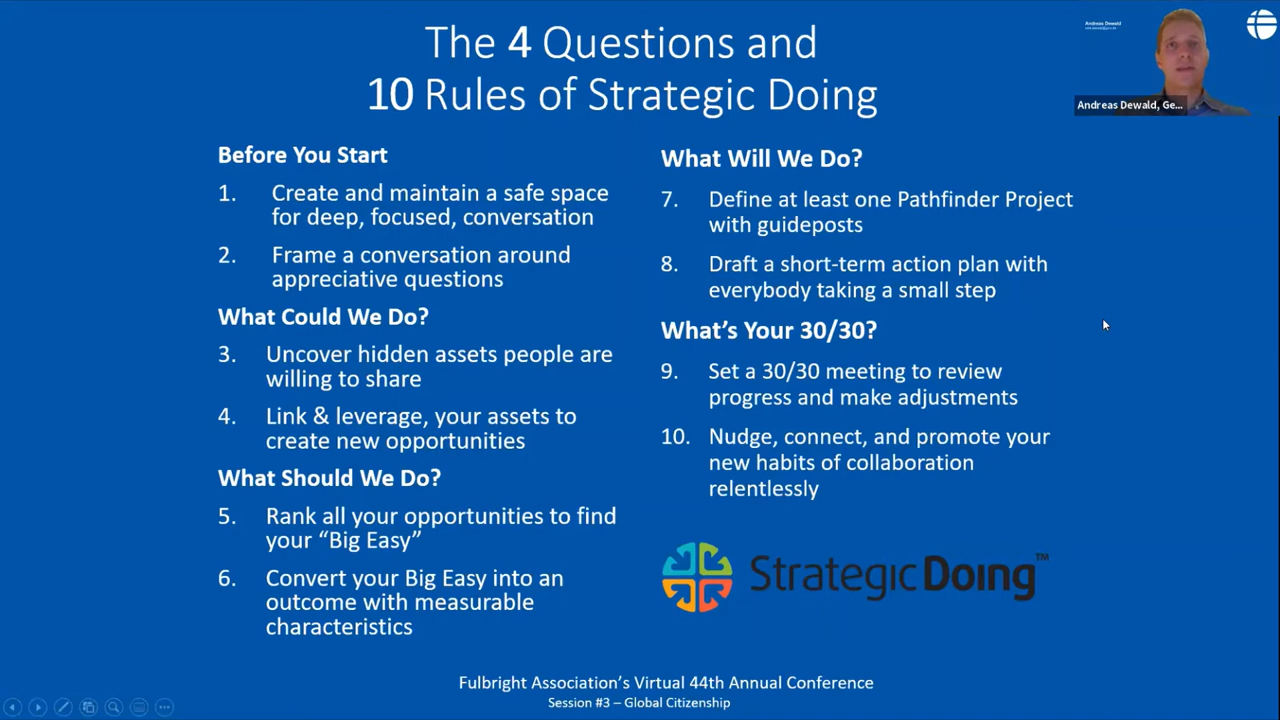 The 4 Questions and
10 Rules of Strategic Doing
Before You Start
1. Create and maintain a safe space
for deep, focused, conversation
2. Frame a conversation around
appreciative questions
What Could We Do?
3. Uncover hidden assets people are
willing to share
4. Link & leverage, your assets to
create new opportunities
What Should We Do?
5. Rank all your opportunities to find
your “Big Easy”
6. Convert your Big Easy into an
outcome with measurable
characteristics
What Will We Do?
7. Define at least one Pathfinder Project
with guideposts
8. Draft a short-term action plan with
everybody taking a small step
What’s Your 30/30?
9. Set a 30/30 meeting to review
progress and make adjustments
10. Nudge, connect, and promote your
new habits of collaboration
relentlessly
Strategic Doing™
Fulbright Association’s Virtual 44th Annual Conference
Session #3 – Global Citizenship
Andreas Dewald
Andreas Dewald, Ge...